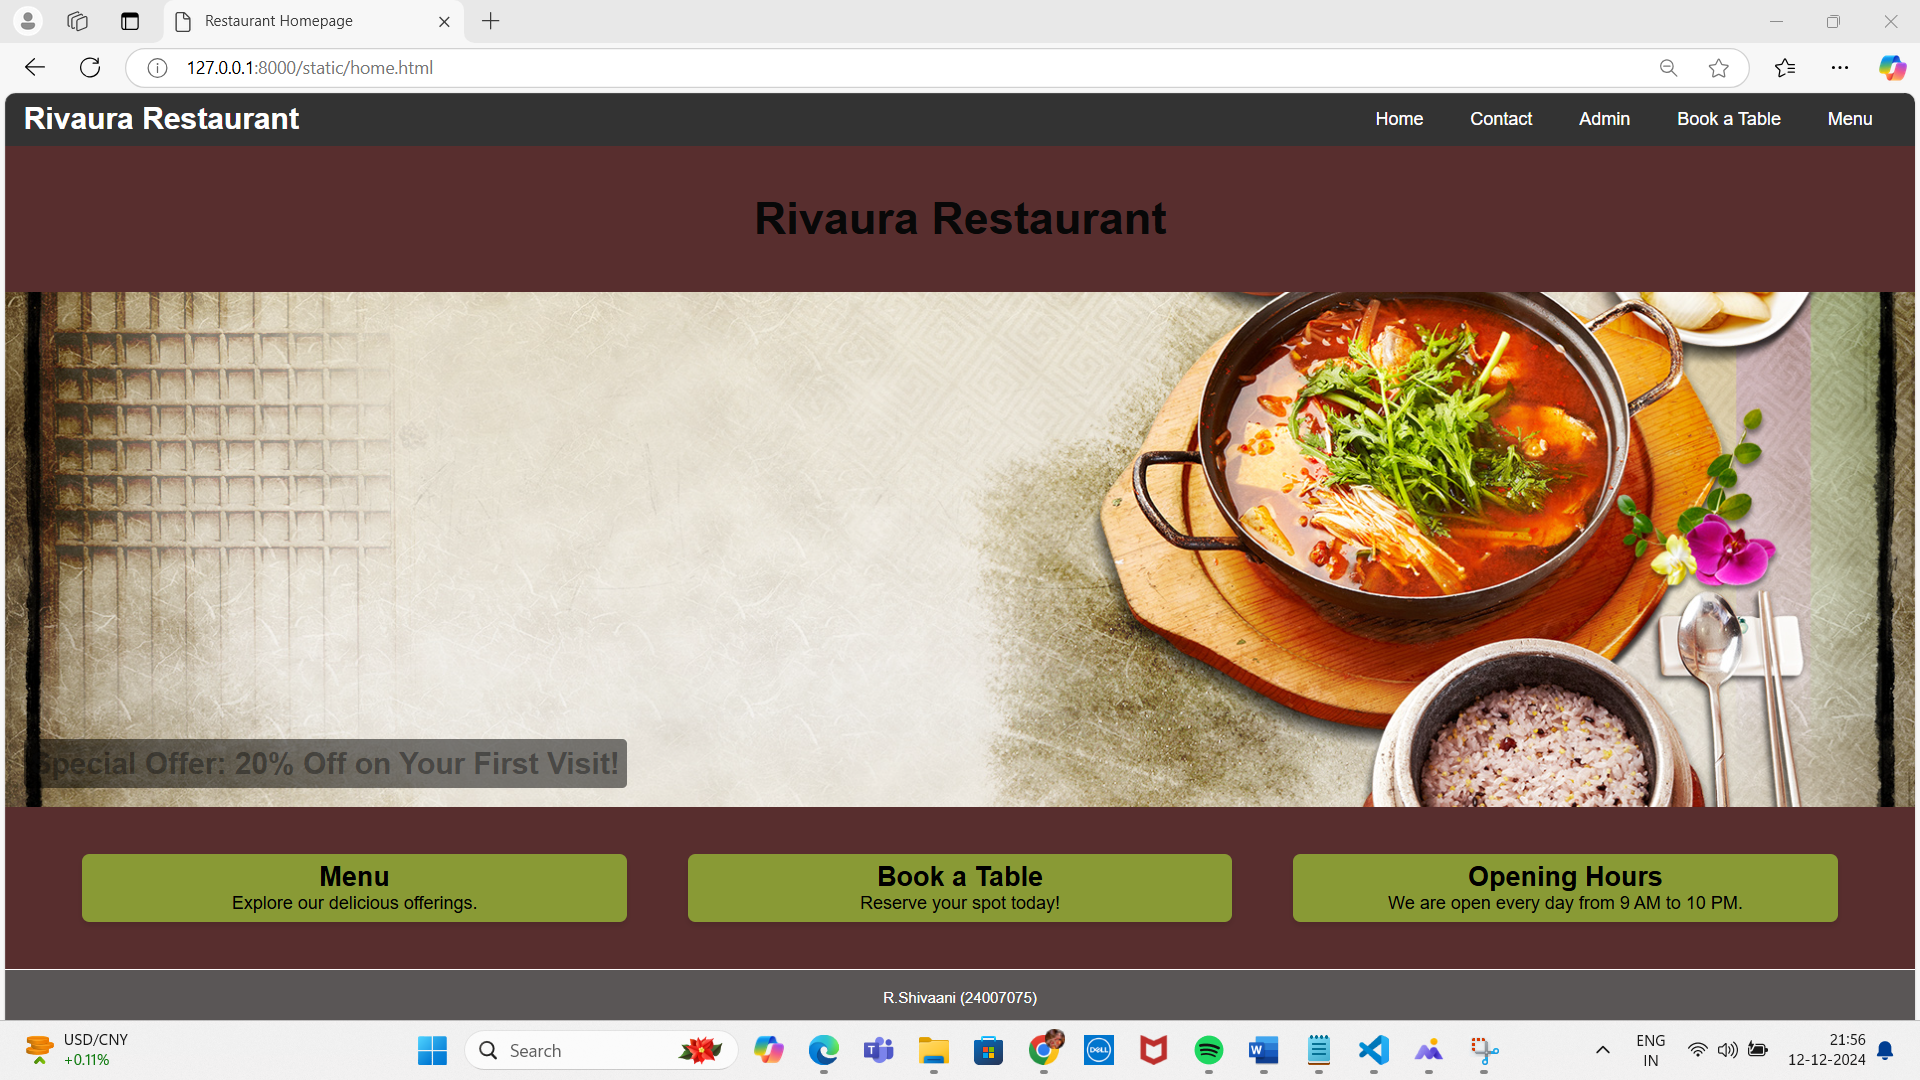 Restaurant Homepage
127.0.0.1:8000/static/home.html
Rivaura Restaurant
Home Contact Admin Book a Table Menu
Rivaura Restaurant
Special Offer: 20% Off on Your First Visit!
Menu
Explore our delicious offerings.
Book a Table
Reserve your spot today!
Opening Hours
We are open every day from 9 AM to 10 PM.
R.Shivaani (24007075)
USD/CNY
+0.11%
Search
DELL
ENG
IN
21:56
12-12-2024